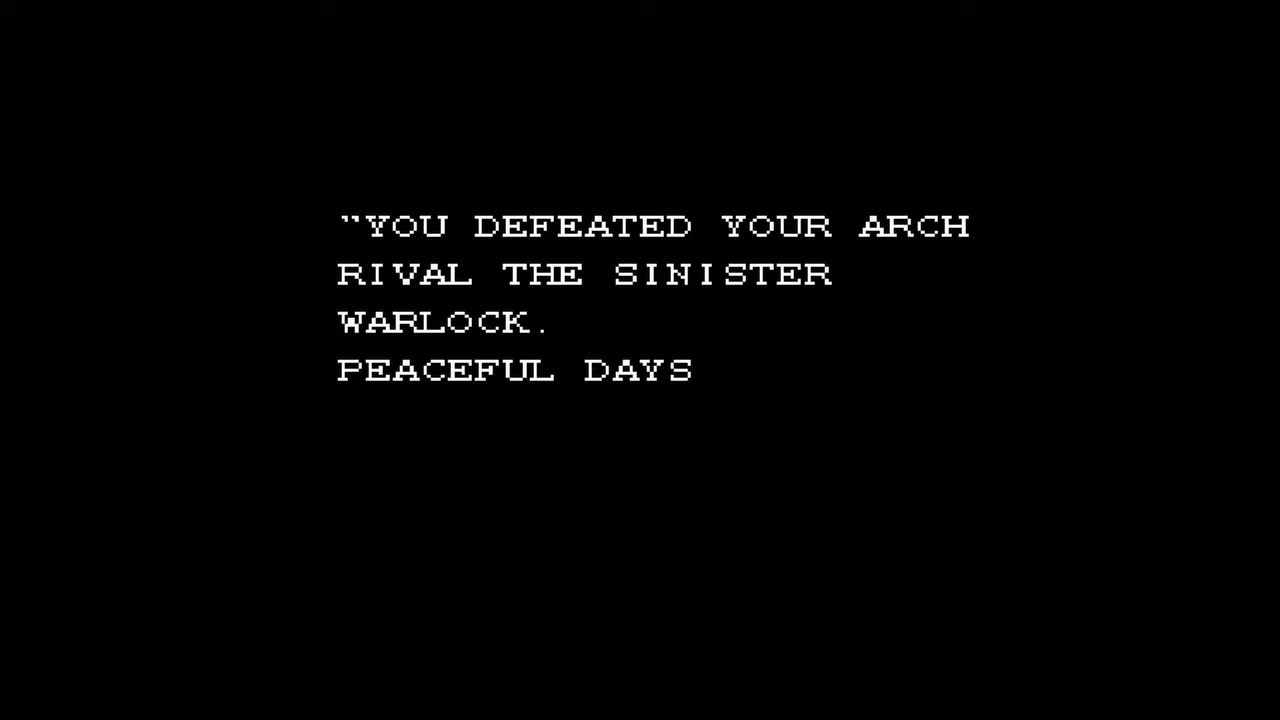 "YOU DEFEATED YOUR ARCH
RIVAL THE SINISTER
WARLOCK.
PEACEFUL DAYS